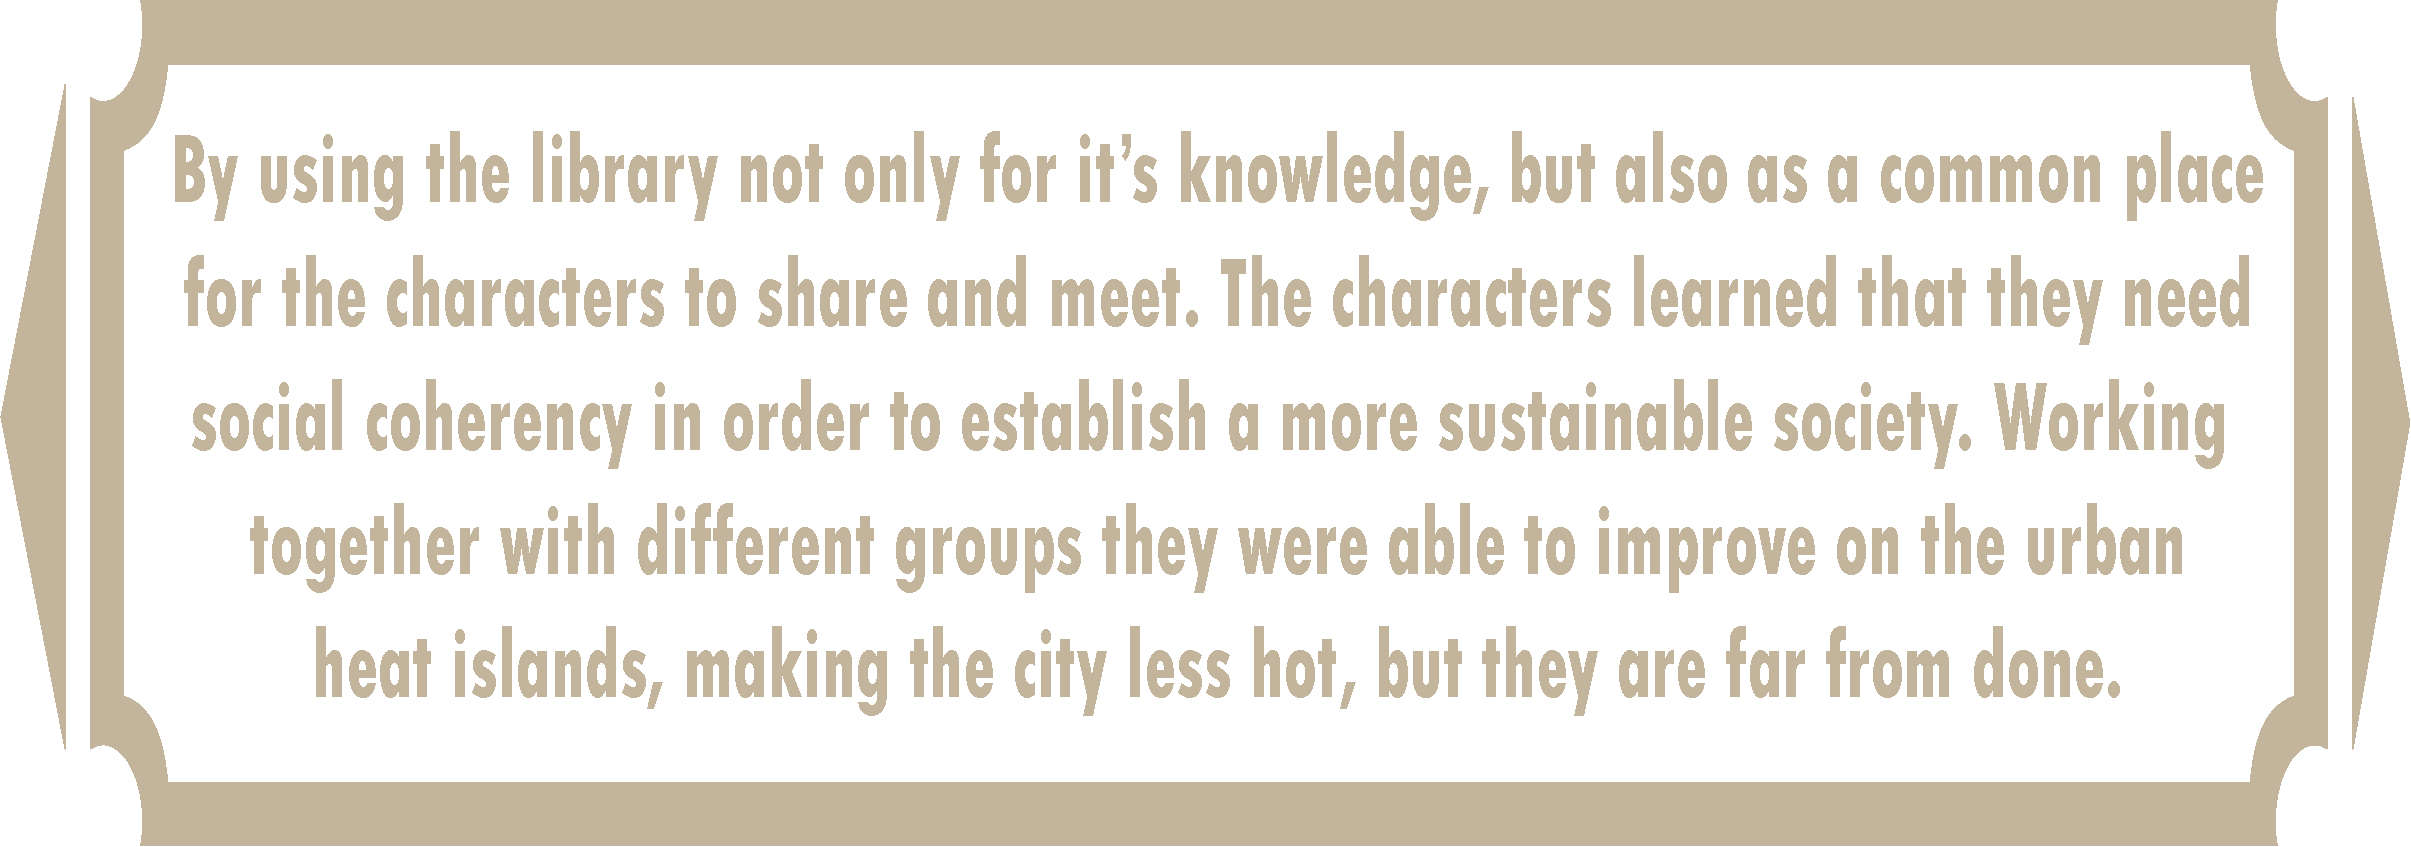 By using the library not only for it’s knowledge, but also as a common place
for the characters to share and meet. The characters learned that they need
social coherency in order to establish a more sustainable society. Working
together with different groups they were able to improve on the urban
heat islands, making the city less hot, but they are far from done.